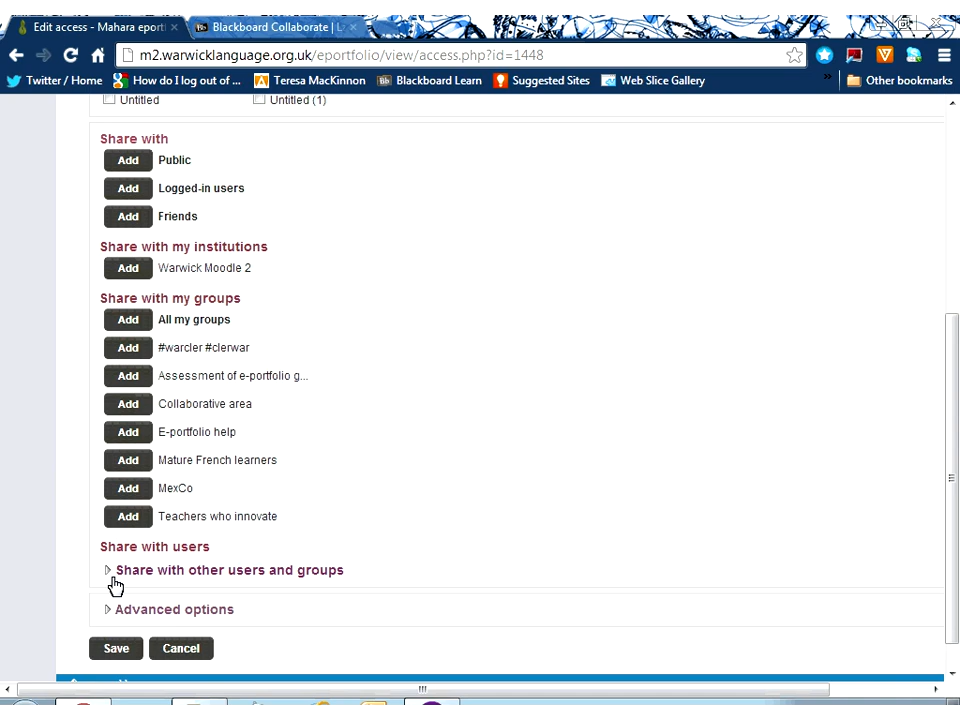 Edit access - Mahara eporti
Blackboard Collaborate | L
m2.warwicklanguage.org.uk/eportfolio/view/access.php?id=1448
Twitter / Home
How do I log out of ...
Teresa MacKinnon
Blackboard Learn
Suggested Sites
Web Slice Gallery
»
Other bookmarks
Untitled
Untitled (1)
Share with
Add Public
Add Logged-in users
Add Friends
Share with my institutions
Add Warwick Moodle 2
Share with my groups
Add All my groups
Add #warcler #clerwar
Add Assessment of e-portfolio g...
Add Collaborative area
Add E-portfolio help
Add Mature French learners
Add MexCo
Add Teachers who innovate
Share with users
Share with other users and groups
Advanced options
Save Cancel